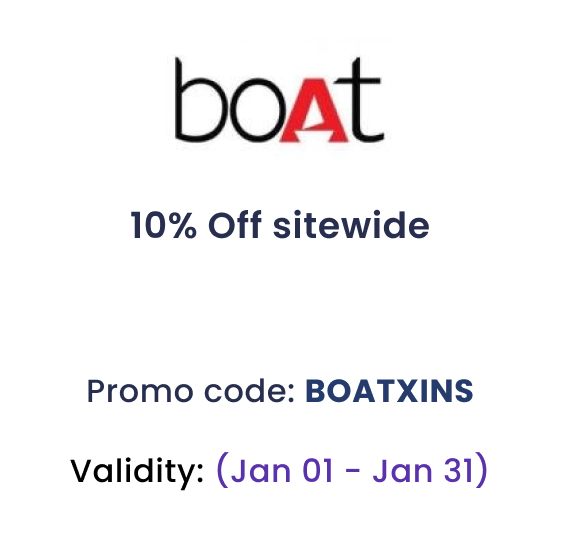 boAt
10% Off sitewide
Promo code: BOATXINS
Validity: (Jan 01 - Jan 31)